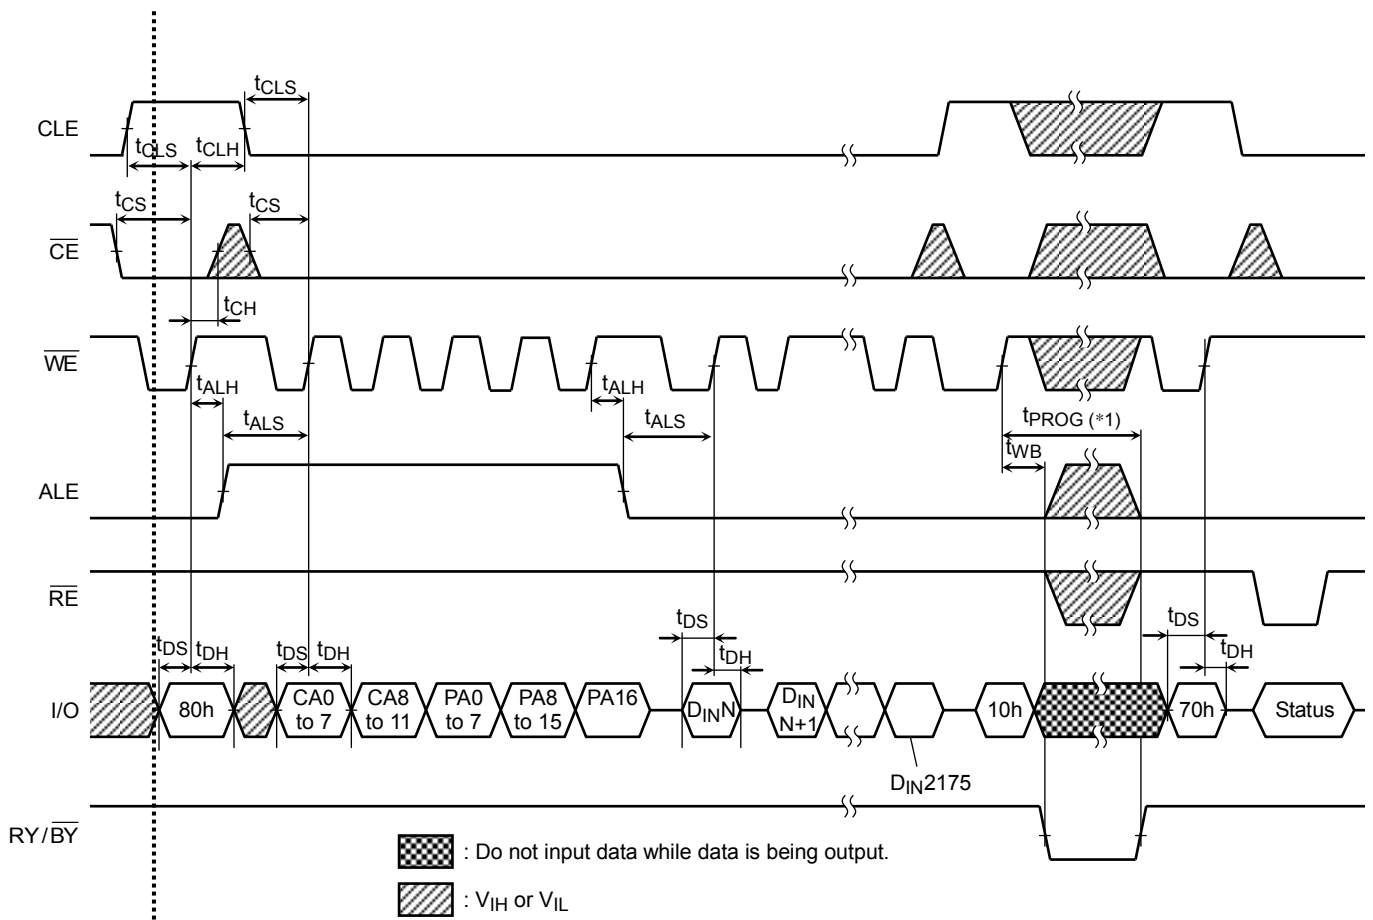 tCLS
CLE
tCLS
tCLH
tCS
tCS
CE
tCH
WE
tALH
tALH
tALS
tALS
tPROG (*1)
tWB
ALE
RE
tDS
tDH
tDS
tDH
tDS
tDH
tDS
tDH
I/O
80h
CA0
to 7
CA8
to 11
PA0
to 7
PA8
to 15
PA16
DINN
DIN
N+1
10h
70h
Status
DIN2175
RY/BY
: Do not input data while data is being output.
: VIH or VIL